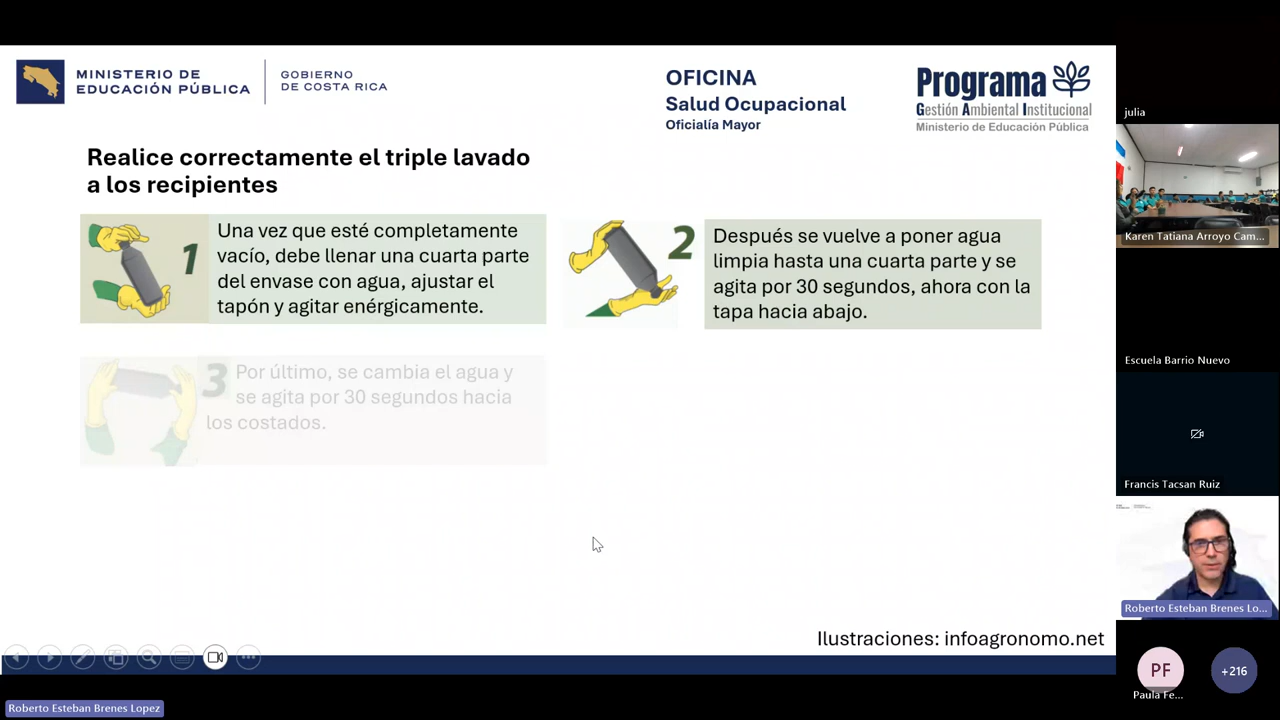 MINISTERIO DE
EDUCACIÓN PÚBLICA
GOBIERNO
DE COSTA RICA
OFICINA
Salud Ocupacional
Oficialía Mayor
Programa
Gestión Ambiental Institucional
Ministerio de Educación Pública
Realice correctamente el triple lavado
a los recipientes
1
Una vez que esté completamente
vacío, debe llenar una cuarta parte
del envase con agua, ajustar el
tapón y agitar enérgicamente.
2
Después se vuelve a poner agua
limpia hasta una cuarta parte y se
agita por 30 segundos, ahora con la
tapa hacia abajo.
3
Por último, se cambia el agua y
se agita por 30 segundos hacia
los costados.
Ilustraciones: infoagronomo.net
Roberto Esteban Brenes Lopez
julia
Karen Tatiana Arroyo Cam...
Escuela Barrio Nuevo
Francis Tacsan Ruiz
Roberto Esteban Brenes Lo...
PF
Paula Fe...
+216